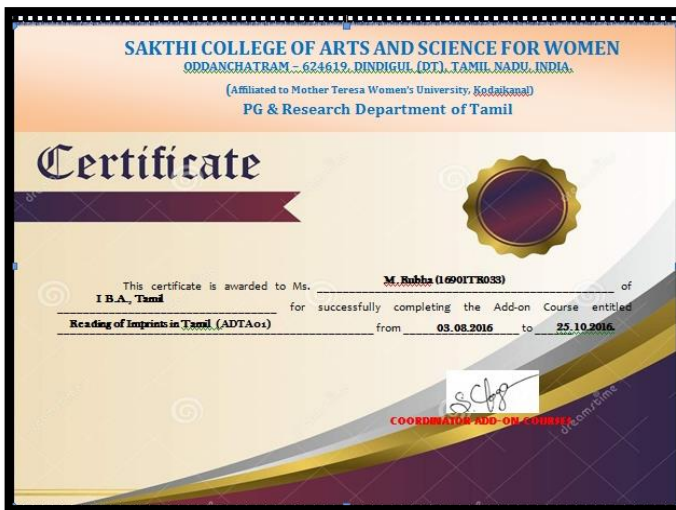 SAKTHI COLLEGE OF ARTS AND SCIENCE FOR WOMEN
ODDANCHATRAM – 624619, DINDIGUL (DT), TAMIL NADU, INDIA.
(Affiliated to Mother Teresa Women's University, Kodaikanal)
PG & Research Department of Tamil
Certificate
This certificate is awarded to Ms. M. Rubha (16901TR033) of
I B.A., Tamil for successfully completing the Add-on Course entitled
Reading of Imprints in Tamil (ADTA01) from 03.08.2016 to 25.10.2016.
COORDINATOR ADD-ON COURSES
dreamstime